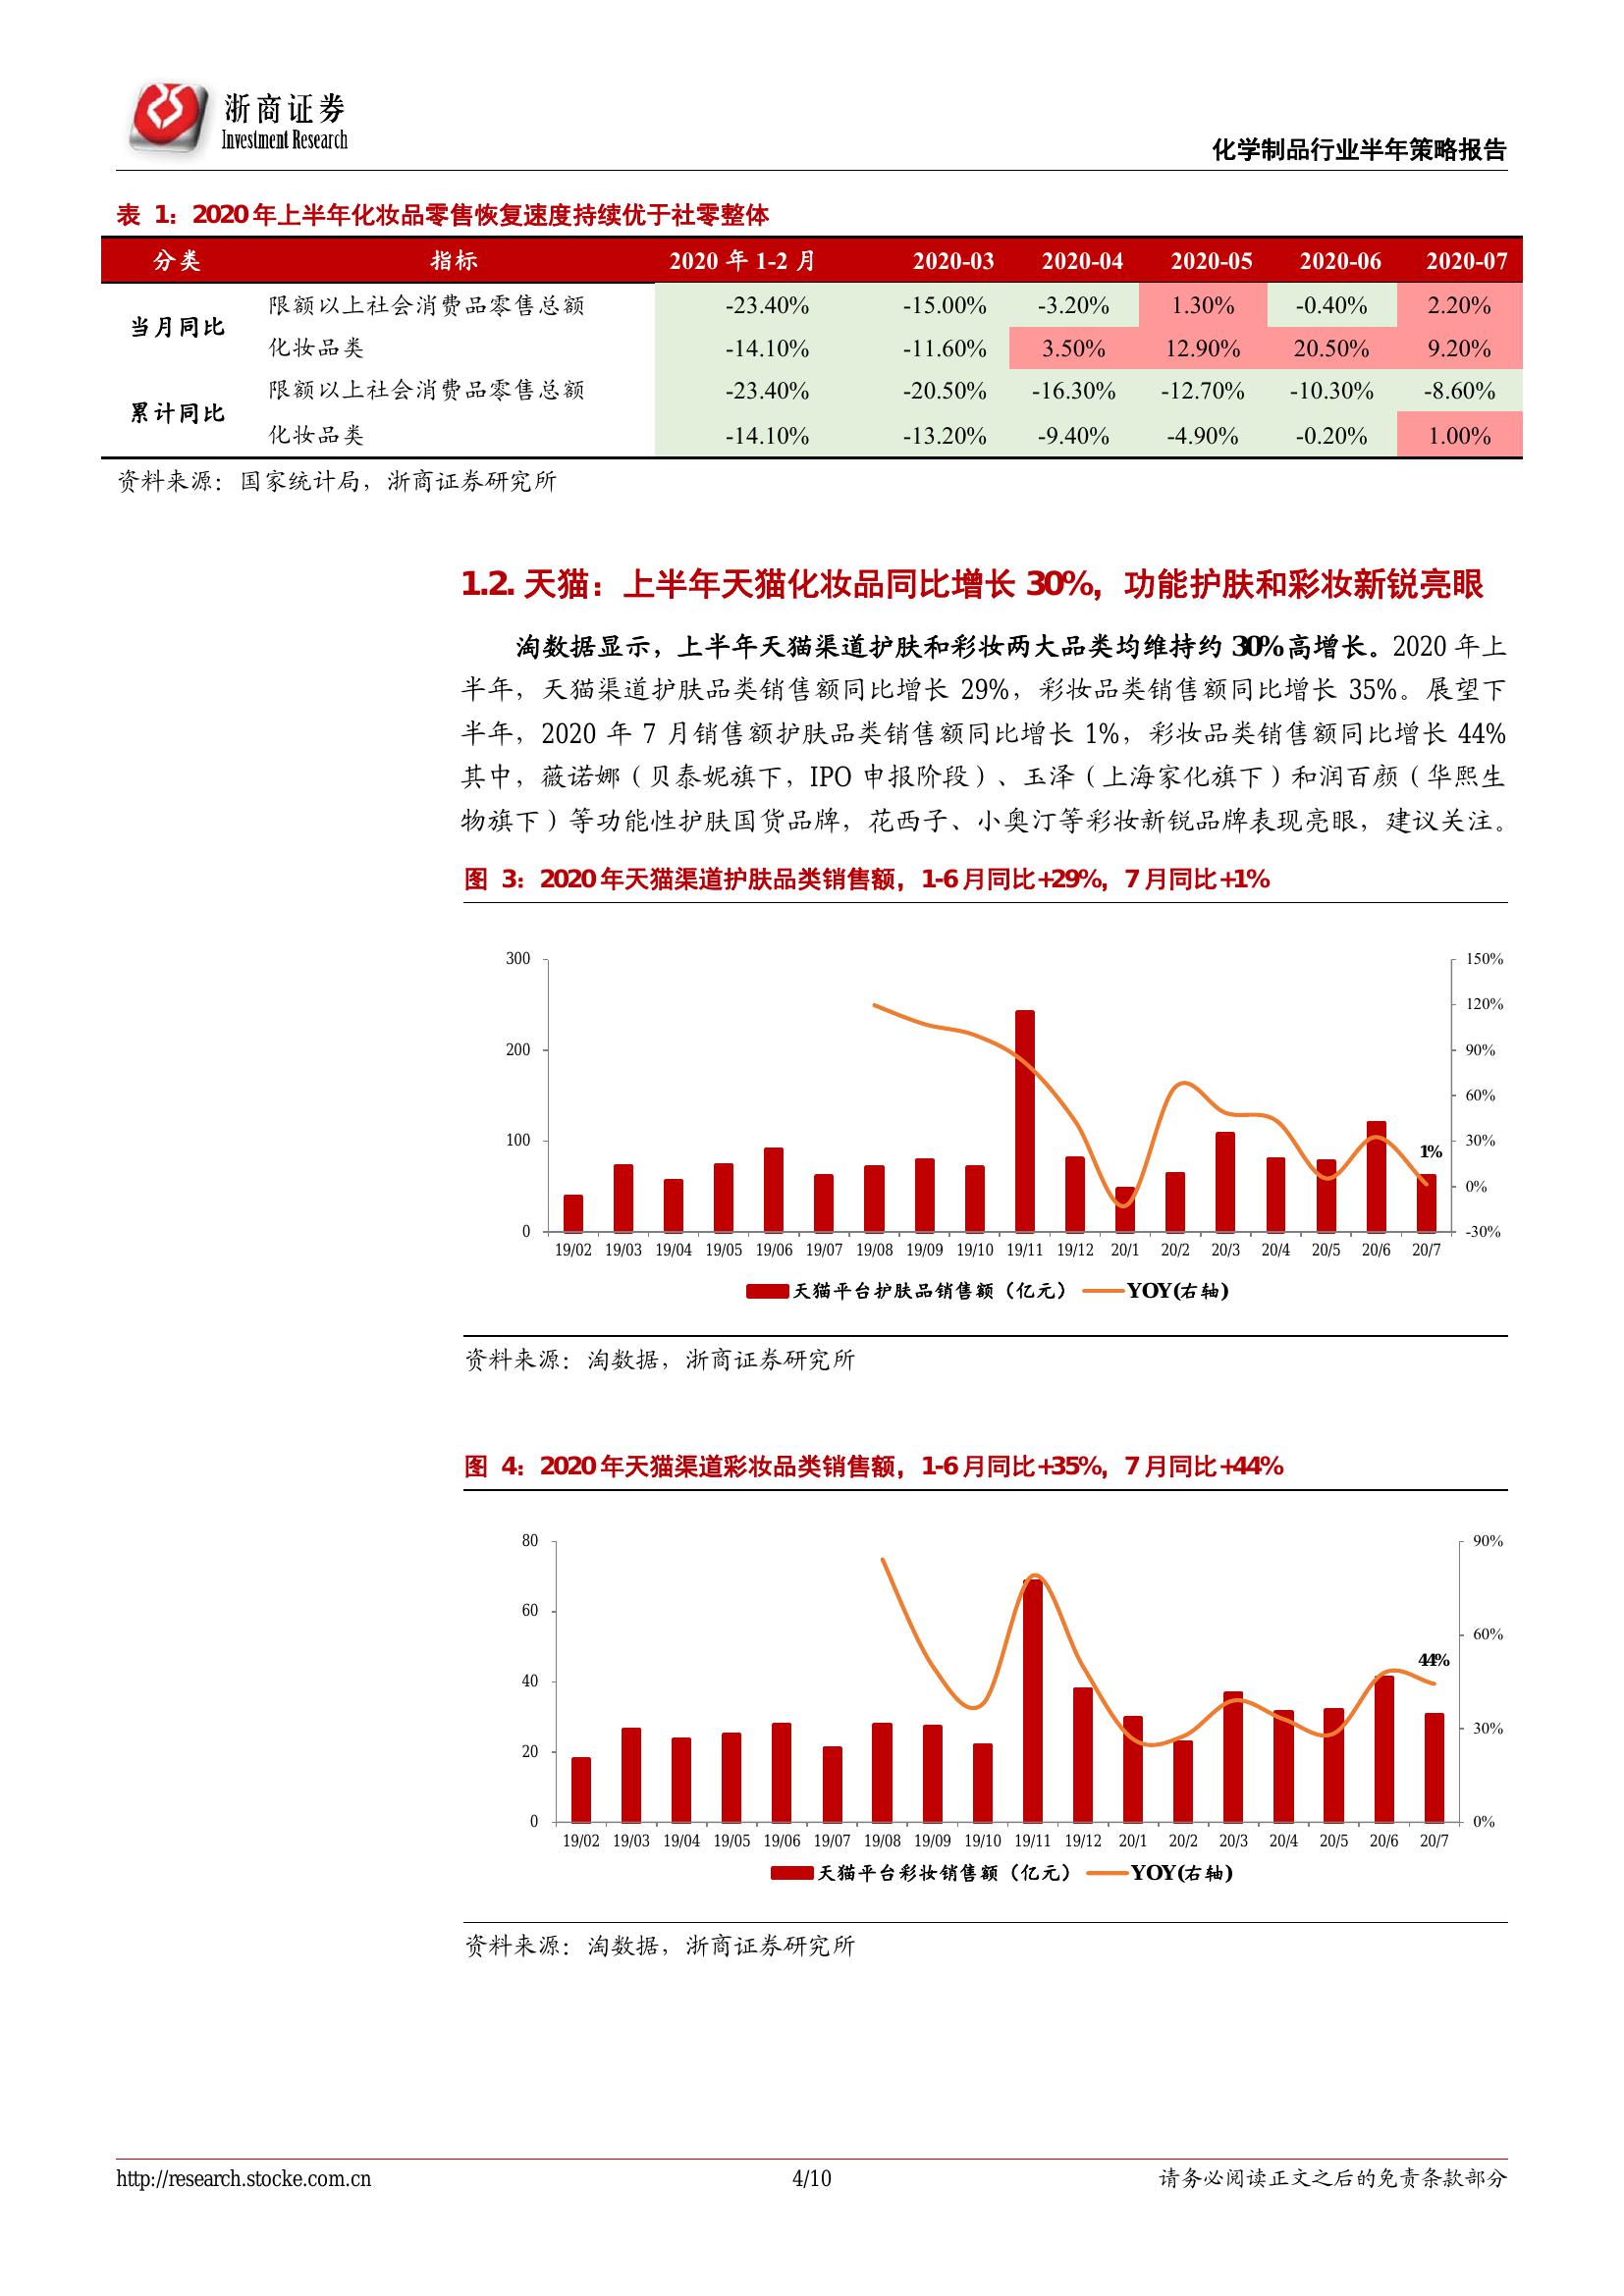 浙商证券
Investment Research
化学制品行业半年策略报告
表 1：2020年上半年化妆品零售恢复速度持续优于社零整体
分类 指标 2020 年 1-2 月 2020-03 2020-04 2020-05 2020-06 2020-07
当月同比 限额以上社会消费品零售总额 -23.40% -15.00% -3.20% 1.30% -0.40% 2.20%
化妆品类 -14.10% -11.60% 3.50% 12.90% 20.50% 9.20%
累计同比 限额以上社会消费品零售总额 -23.40% -20.50% -16.30% -12.70% -10.30% -8.60%
化妆品类 -14.10% -13.20% -9.40% -4.90% -0.20% 1.00%
资料来源：国家统计局，浙商证券研究所
1.2. 天猫：上半年天猫化妆品同比增长 30%，功能护肤和彩妆新锐亮眼
淘数据显示，上半年天猫渠道护肤和彩妆两大品类均维持约 30%高增长。2020 年上
半年，天猫渠道护肤品类销售额同比增长 29%，彩妆品类销售额同比增长 35%。展望下
半年，2020 年 7 月销售额护肤品类销售额同比增长 1%，彩妆品类销售额同比增长 44%
其中，薇诺娜（贝泰妮旗下，IPO 申报阶段）、玉泽（上海家化旗下）和润百颜（华熙生
物旗下）等功能性护肤国货品牌，花西子、小奥汀等彩妆新锐品牌表现亮眼，建议关注。
图 3：2020年天猫渠道护肤品类销售额，1-6月同比+29%，7月同比+1%
300 150%
120%
200 90%
60%
100 30%
1%
0%
0 -30%
19/02 19/03 19/04 19/05 19/06 19/07 19/08 19/09 19/10 19/11 19/12 20/1 20/2 20/3 20/4 20/5 20/6 20/7
天猫平台护肤品销售额（亿元） YOY(右轴)
资料来源：淘数据，浙商证券研究所
图 4：2020年天猫渠道彩妆品类销售额，1-6月同比+35%，7月同比+44%
80 90%
60
60%
44%
40
30%
20
0 0%
19/02 19/03 19/04 19/05 19/06 19/07 19/08 19/09 19/10 19/11 19/12 20/1 20/2 20/3 20/4 20/5 20/6 20/7
天猫平台彩妆销售额（亿元） YOY(右轴)
资料来源：淘数据，浙商证券研究所
http://research.stocke.com.cn 4/10 请务必阅读正文之后的免责条款部分